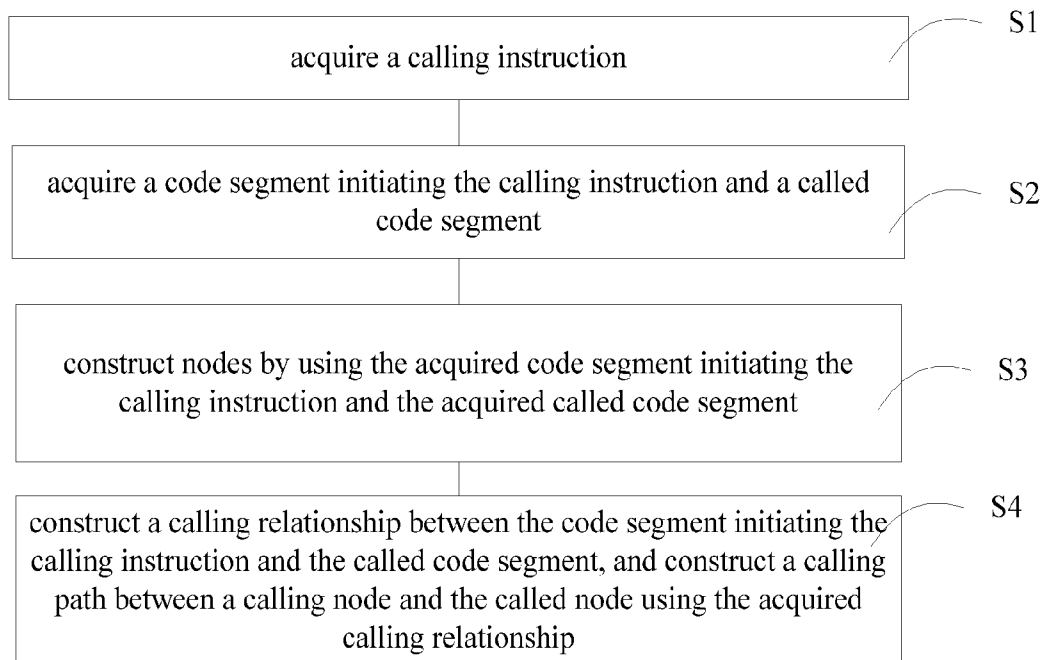 S1
acquire a calling instruction
acquire a code segment initiating the calling instruction and a called
code segment
S2
construct nodes by using the acquired code segment initiating the
calling instruction and the acquired called code segment
S3
construct a calling relationship between the code segment initiating the
calling instruction and the called code segment, and construct a calling
path between a calling node and the called node using the acquired
calling relationship
S4